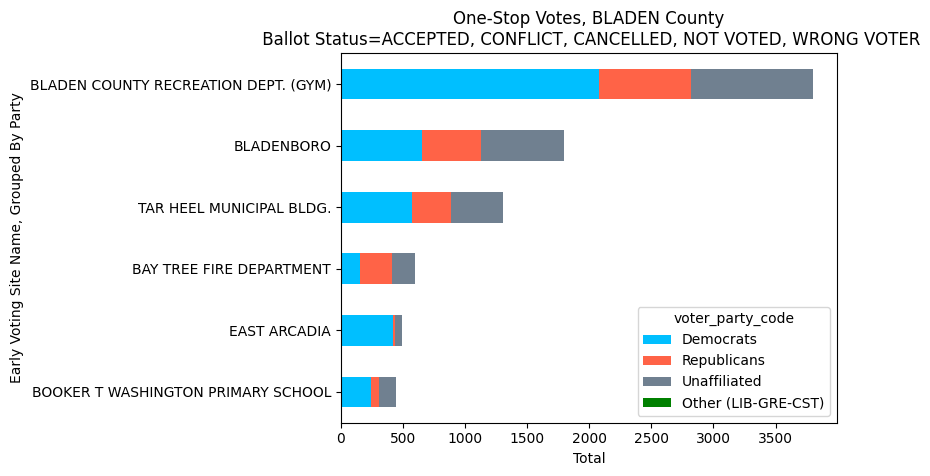 One-Stop Votes, BLADEN County
Ballot Status=ACCEPTED, CONFLICT, CANCELLED, NOT VOTED, WRONG VOTER
Early Voting Site Name, Grouped By Party
BLADEN COUNTY RECREATION DEPT. (GYM)
BLADENBORO
TAR HEEL MUNICIPAL BLDG.
BAY TREE FIRE DEPARTMENT
EAST ARCADIA
BOOKER T WASHINGTON PRIMARY SCHOOL
voter_party_code
Democrats
Republicans
Unaffiliated
Other (LIB-GRE-CST)
0 500 1000 1500 2000 2500 3000 3500
Total